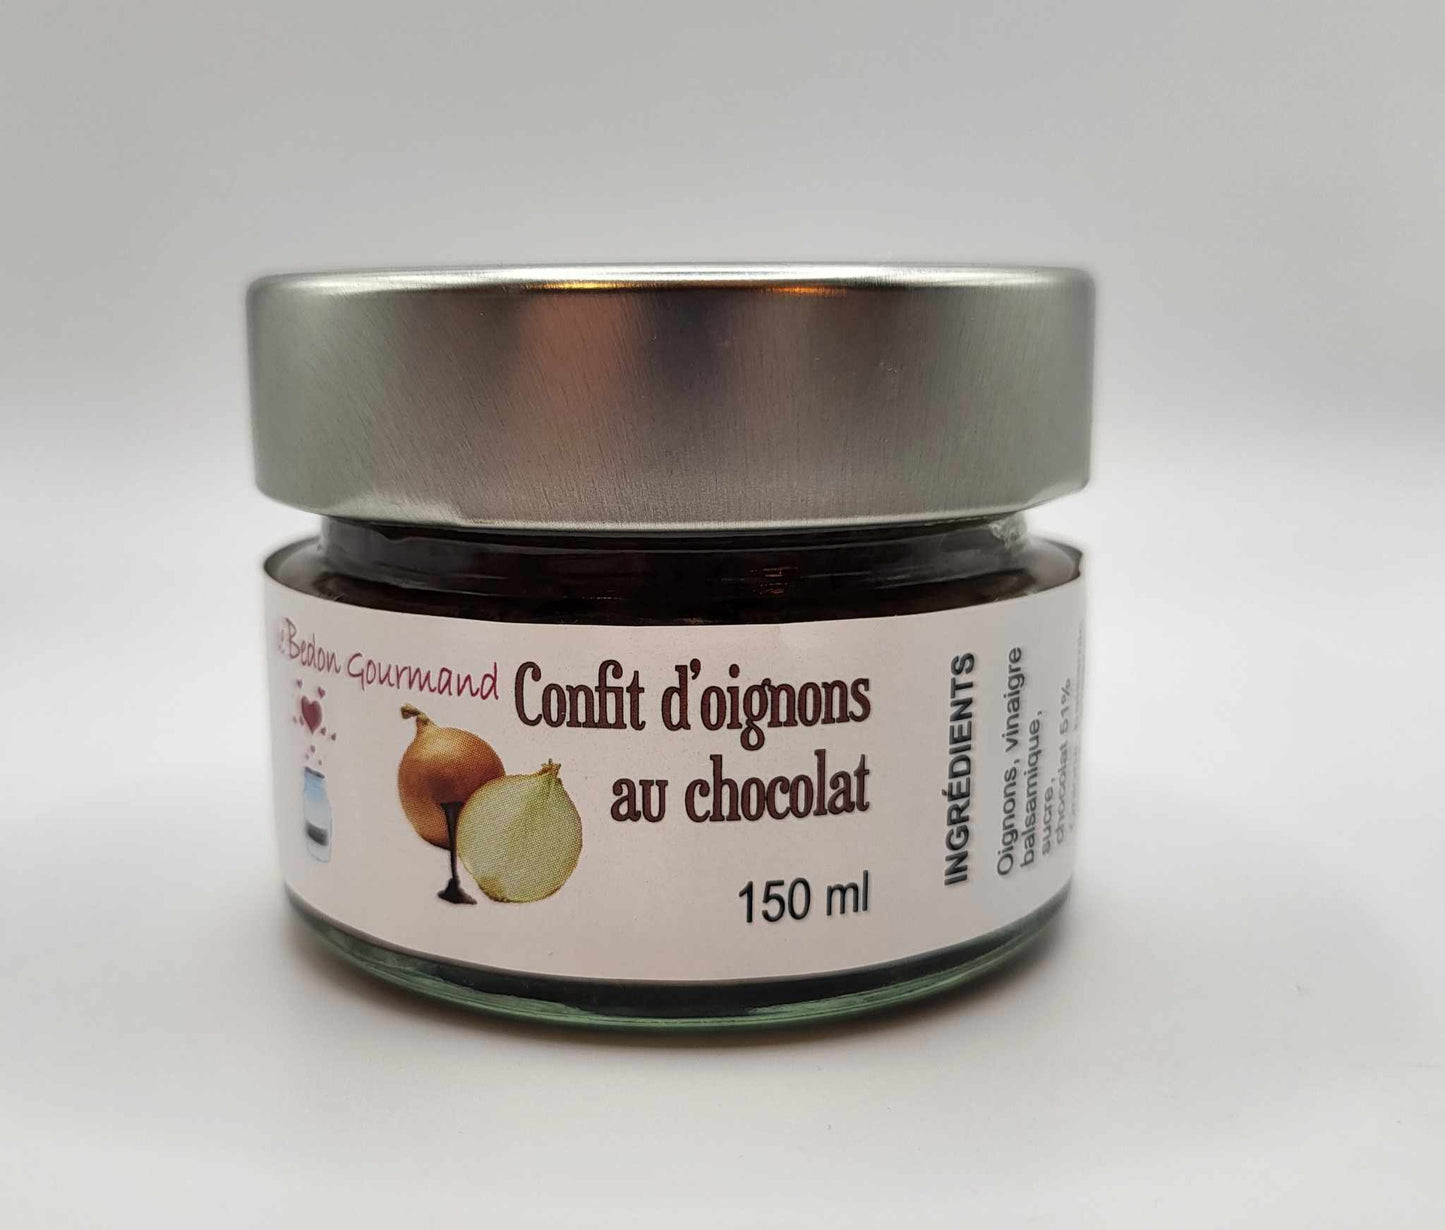 Bedon Gourmand
Confit d'oignons
au chocolat
150 ml
INGRÉDIENTS
Oignons, vinaigre
balsamique,
sucre,
chocolat 51%